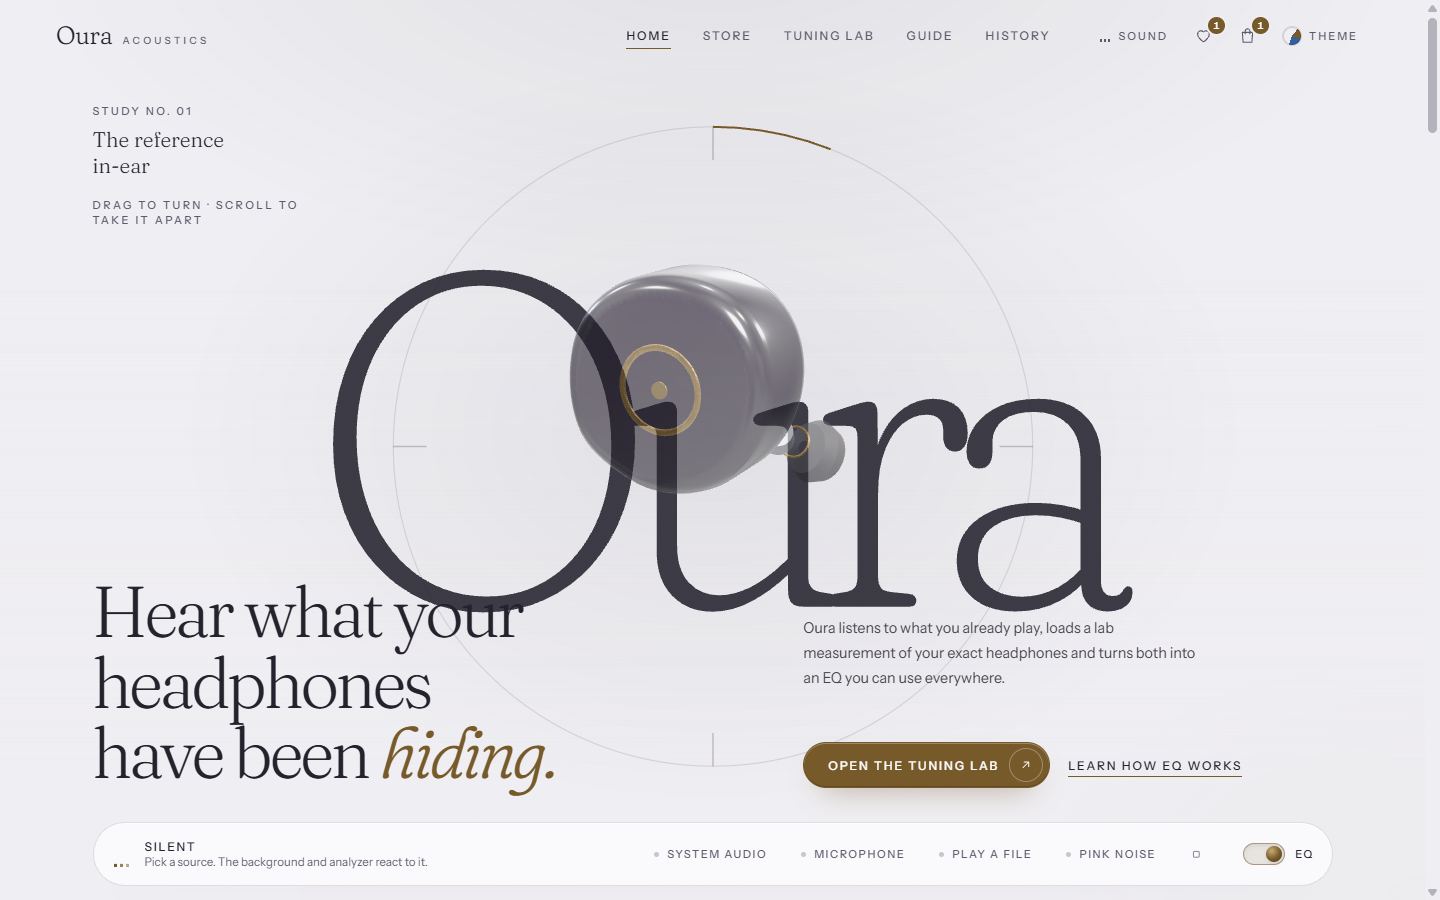 Oura ACOUSTICS
HOME STORE TUNING LAB GUIDE HISTORY SOUND 1 1 THEME
STUDY NO. 01
The reference
in-ear
DRAG TO TURN · SCROLL TO
TAKE IT APART
Oura
Hear what your
headphones
have been hiding.
Oura listens to what you already play, loads a lab
measurement of your exact headphones and turns both into
an EQ you can use everywhere.
OPEN THE TUNING LAB LEARN HOW EQ WORKS
SILENT
Pick a source. The background and analyzer react to it.
SYSTEM AUDIO MICROPHONE PLAY A FILE PINK NOISE EQ